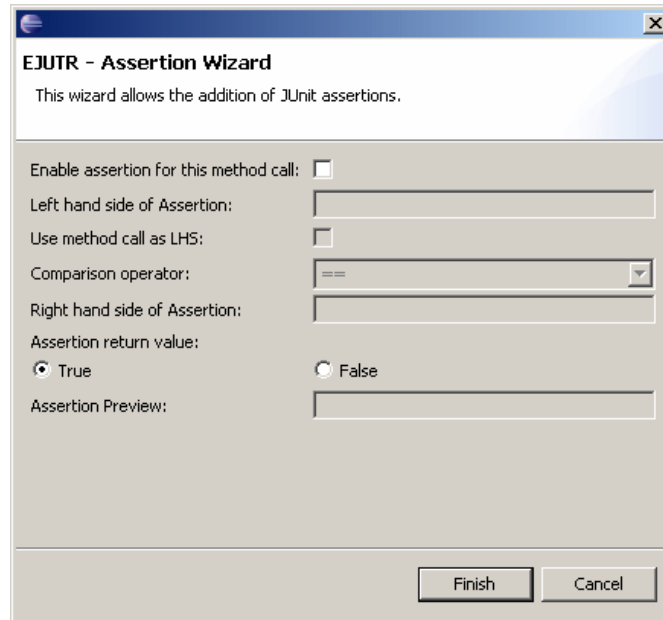 EJUTR - Assertion Wizard
This wizard allows the addition of JUnit assertions.
Enable assertion for this method call:
Left hand side of Assertion:
Use method call as LHS:
Comparison operator: ==
Right hand side of Assertion:
Assertion return value:
True False
Assertion Preview:
Finish Cancel